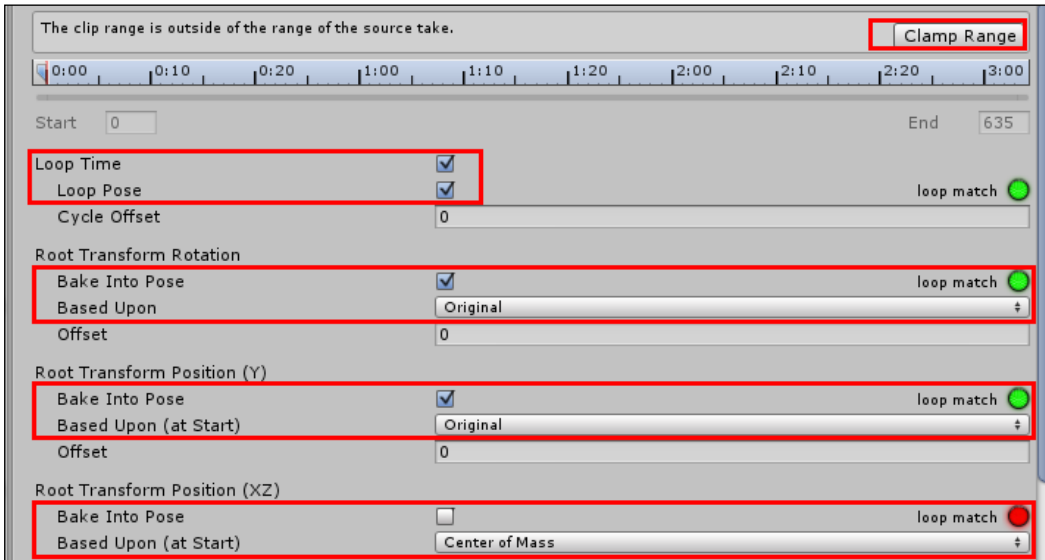 The clip range is outside of the range of the source take.
Clamp Range
0:00 0:10 0:20 1:00 1:10 1:20 2:00 2:10 2:20 3:00
Start 0 End 635
Loop Time
Loop Pose loop match
Cycle Offset 0
Root Transform Rotation
Bake Into Pose loop match
Based Upon Original
Offset 0
Root Transform Position (Y)
Bake Into Pose loop match
Based Upon (at Start) Original
Offset 0
Root Transform Position (XZ)
Bake Into Pose loop match
Based Upon (at Start) Center of Mass